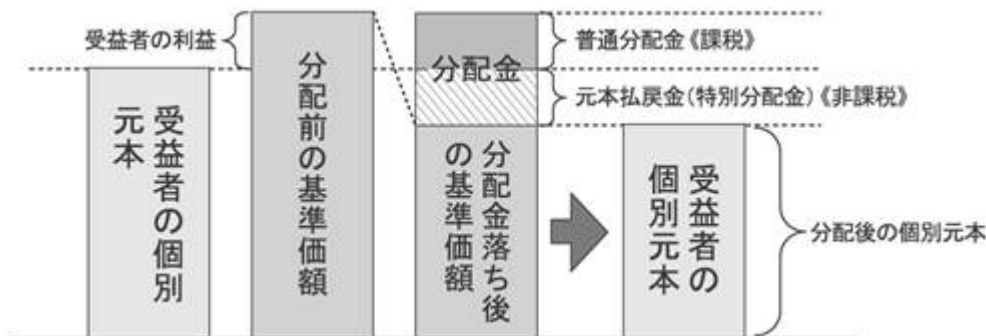 受益者の利益
受益者の個別
元本
分配前の基準価額
分配金
分配金落ち後
の基準価額
普通分配金《課税》
元本払戻金(特別分配金)《非課税》
受益者の
個別元本
分配後の個別元本